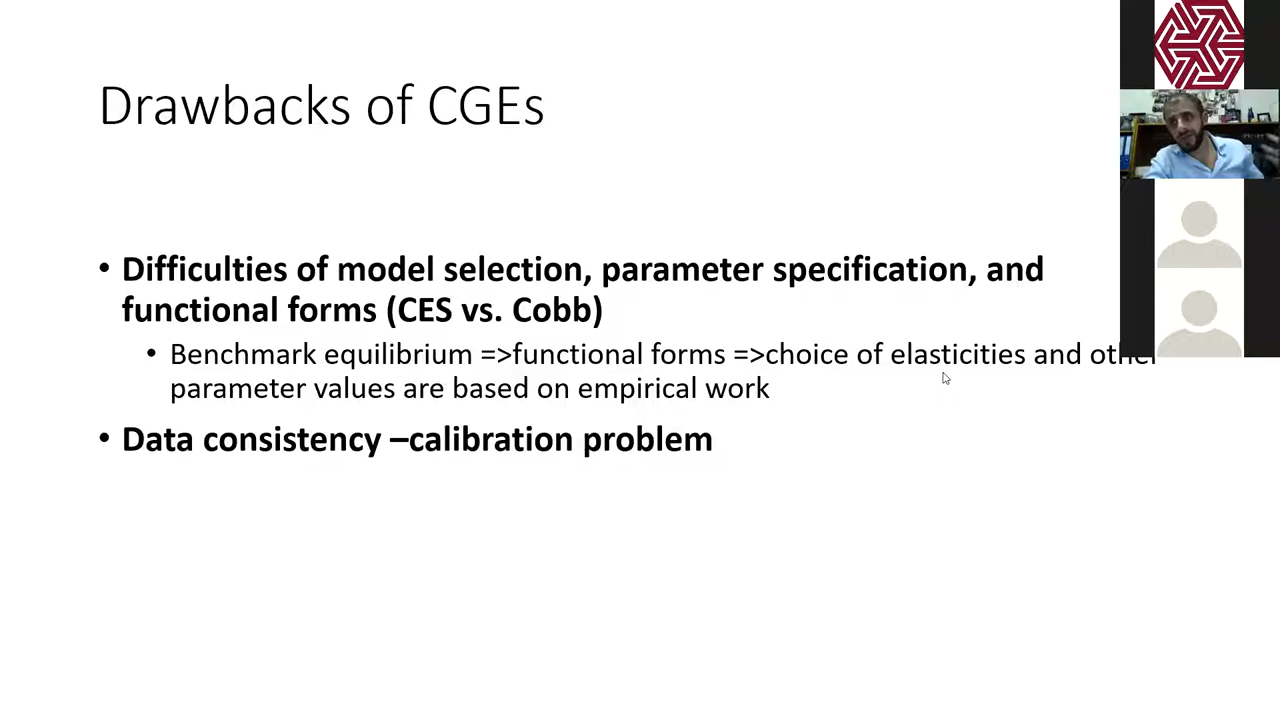 Drawbacks of CGEs
• Difficulties of model selection, parameter specification, and
functional forms (CES vs. Cobb)
• Benchmark equilibrium =>functional forms =>choice of elasticities and other
parameter values are based on empirical work
• Data consistency –calibration problem